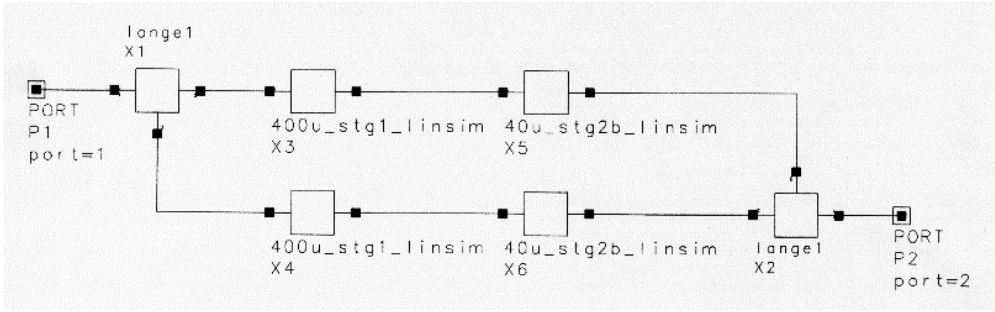 lange1
X1
PORT
P1
port=1
400u_stg1_linsim
X3
40u_stg2b_linsim
X5
400u_stg1_linsim
X4
40u_stg2b_linsim
X6
lange1
X2
PORT
P2
port=2